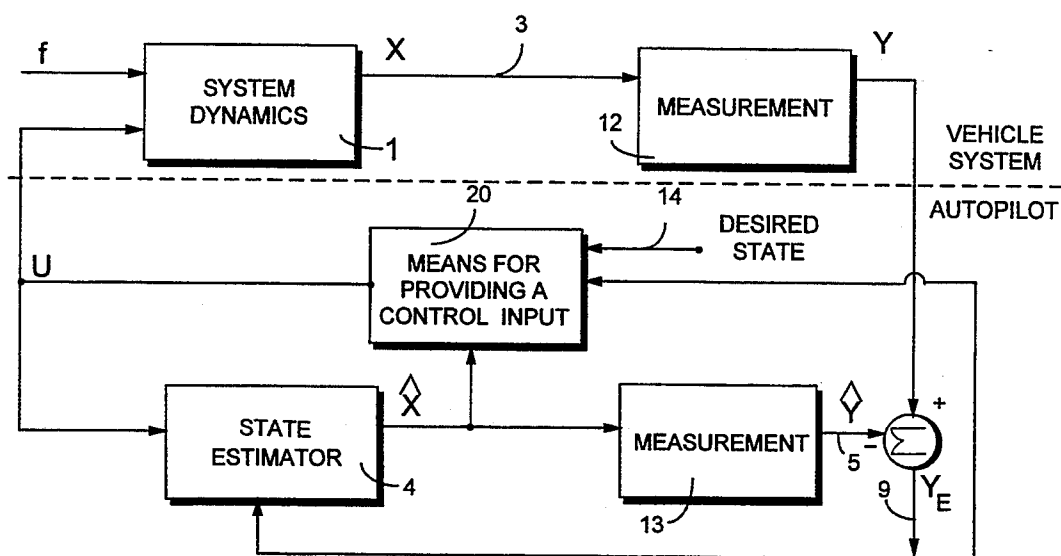 3
f
X
Y
SYSTEM
DYNAMICS
1
MEASUREMENT
12
VEHICLE
SYSTEM
20
14
DESIRED
STATE
AUTOPILOT
U
MEANS FOR
PROVIDING A
CONTROL INPUT
X̂
Ŷ
+
STATE
ESTIMATOR
4
MEASUREMENT
13
5
−
Σ
9
Y_E